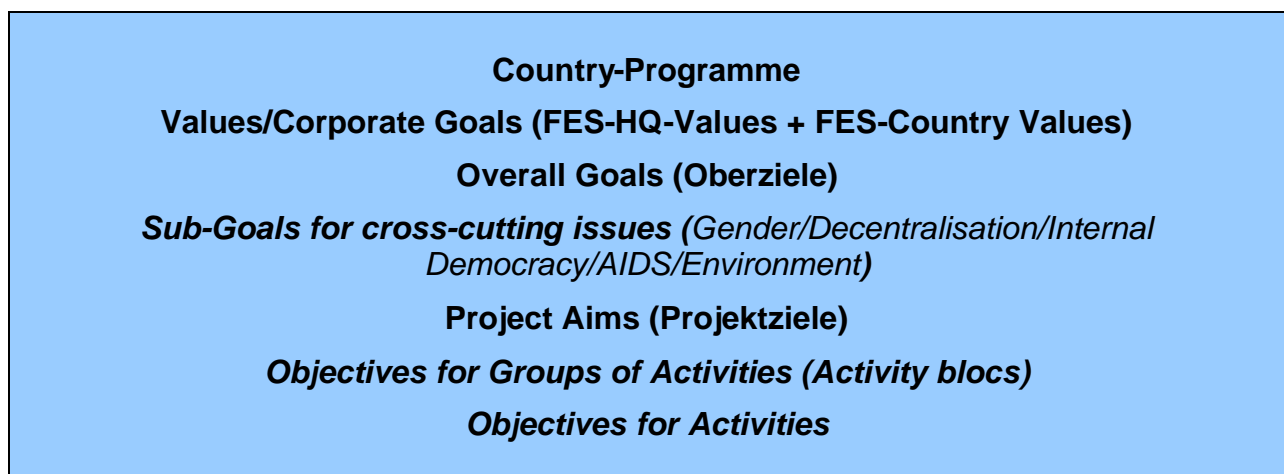 Country-Programme
Values/Corporate Goals (FES-HQ-Values + FES-Country Values)
Overall Goals (Oberziele)
Sub-Goals for cross-cutting issues (Gender/Decentralisation/Internal
Democracy/AIDS/Environment)
Project Aims (Projektziele)
Objectives for Groups of Activities (Activity blocs)
Objectives for Activities